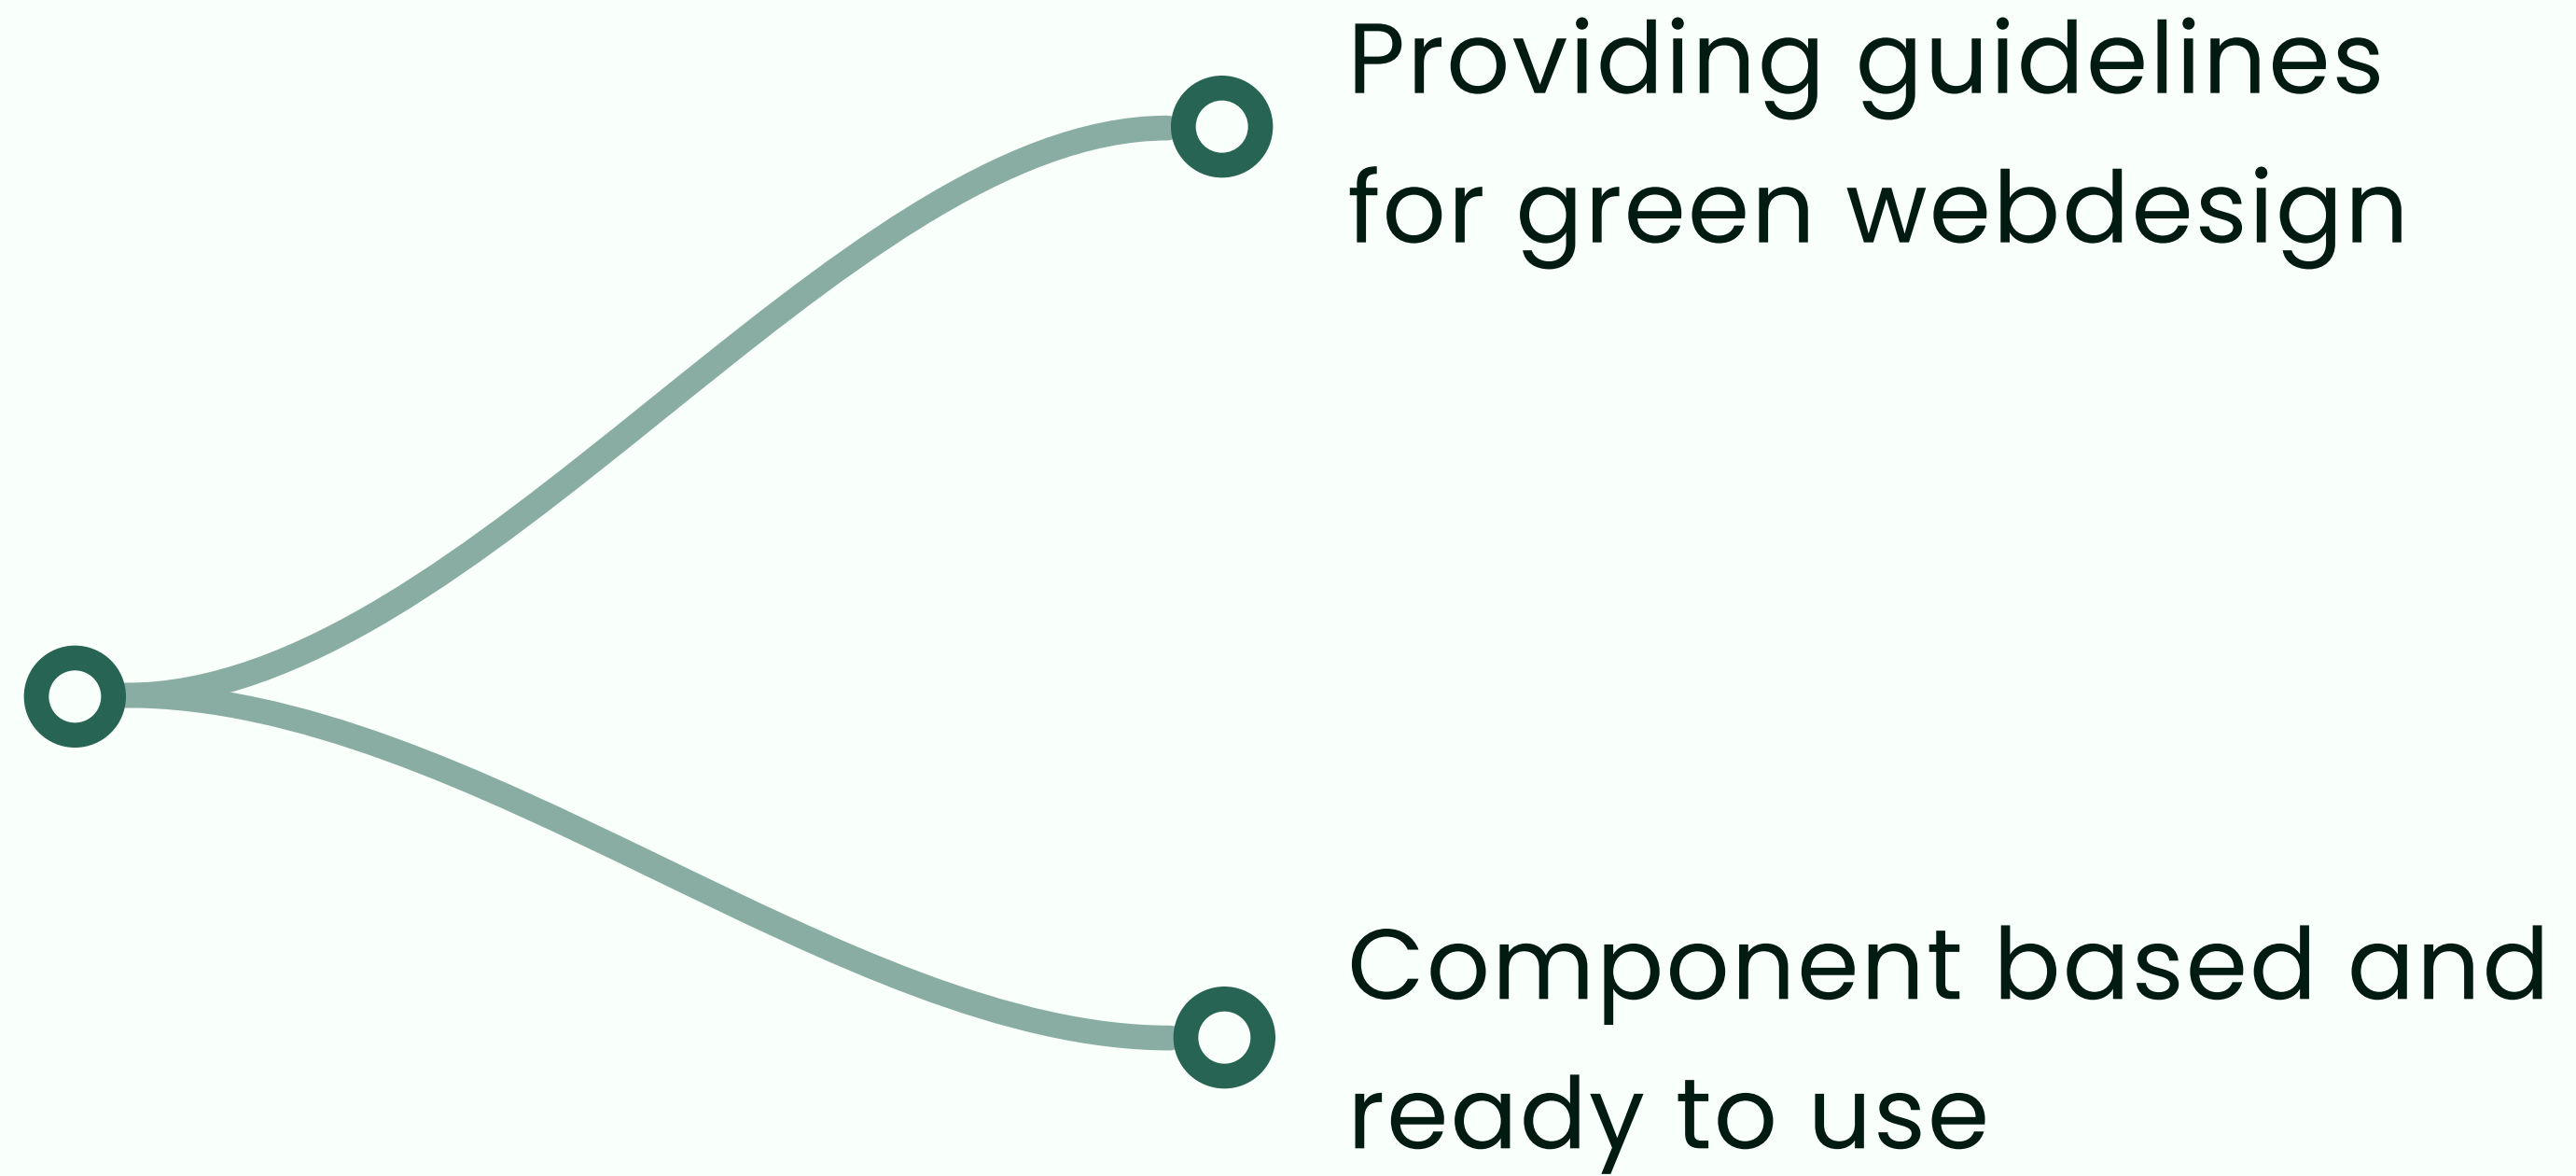 Providing guidelines
for green webdesign
Component based and
ready to use